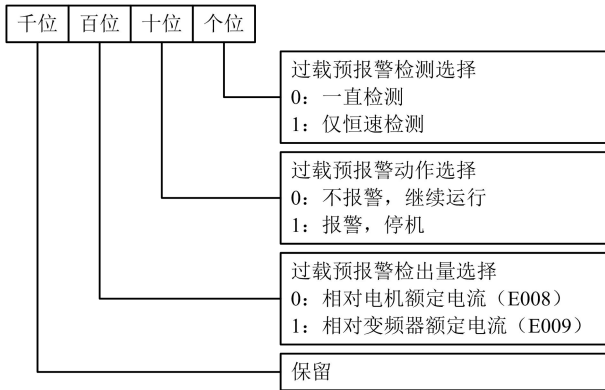 千位 百位 十位 个位
过载预报警检测选择
0：一直检测
1：仅恒速检测
过载预报警动作选择
0：不报警，继续运行
1：报警，停机
过载预报警检出量选择
0：相对电机额定电流（E008）
1：相对变频器额定电流（E009）
保留